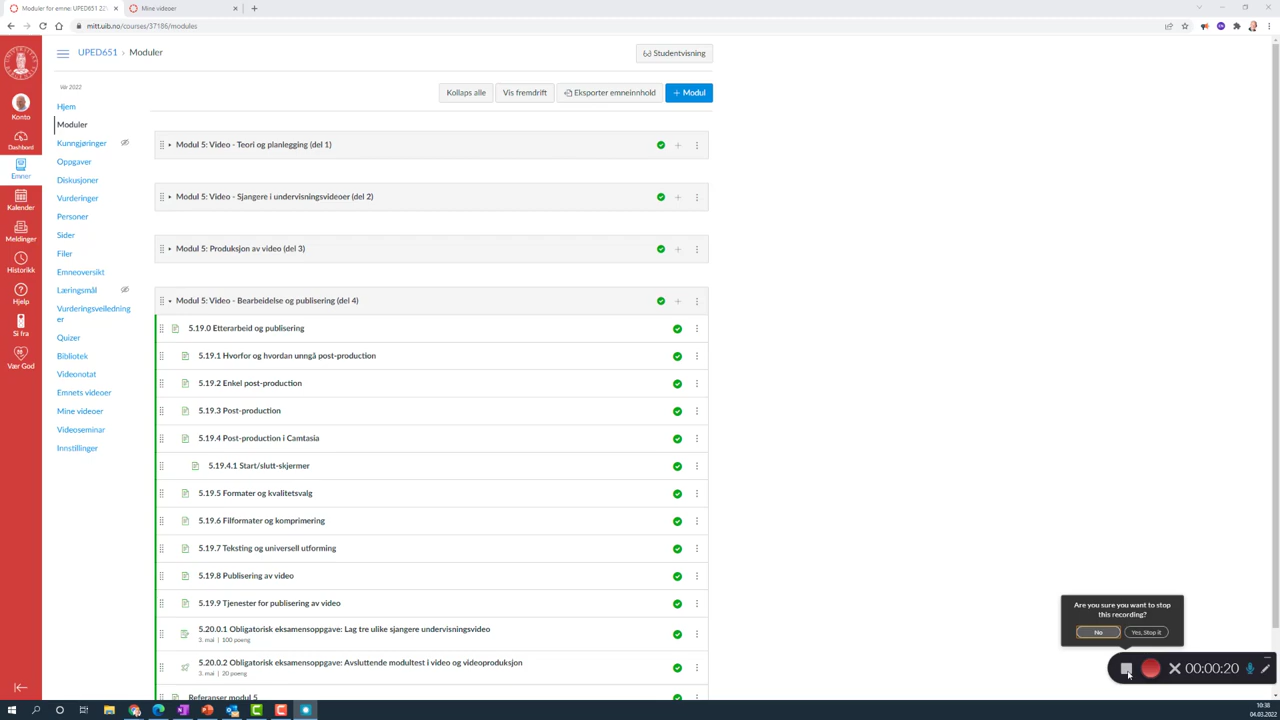 Moduler for emne: UPED651 22
Mine videoer
mitt.uib.no/courses/37186/modules
UPED651 › Moduler
Studentvisning
Vår 2022
Kollaps alle
Vis fremdrift
Eksporter emneinnhold
+ Modul
Konto
Dashbord
Emner
Kalender
Meldinger
Historikk
Hjelp
Si fra
Vær God
Hjem
Moduler
Kunngjøringer
Oppgaver
Diskusjoner
Vurderinger
Personer
Sider
Filer
Emneoversikt
Læringsmål
Vurderingsveiledning
er
Quizer
Bibliotek
Videonotat
Emnets videoer
Mine videoer
Videoseminar
Innstillinger
Modul 5: Video - Teori og planlegging (del 1)
Modul 5: Video - Sjangere i undervisningsvideoer (del 2)
Modul 5: Produksjon av video (del 3)
Modul 5: Video - Bearbeidelse og publisering (del 4)
5.19.0 Etterarbeid og publisering
5.19.1 Hvorfor og hvordan unngå post-production
5.19.2 Enkel post-production
5.19.3 Post-production
5.19.4 Post-production i Camtasia
5.19.4.1 Start/slutt-skjermer
5.19.5 Formater og kvalitetsvalg
5.19.6 Filformater og komprimering
5.19.7 Teksting og universell utforming
5.19.8 Publisering av video
5.19.9 Tjenester for publisering av video
5.20.0.1 Obligatorisk eksamensoppgave: Lag tre ulike sjangere undervisningsvideo
3. mai | 100 poeng
5.20.0.2 Obligatorisk eksamensoppgave: Avsluttende modultest i video og videoproduksjon
3. mai | 20 poeng
Referanser modul 5
Are you sure you want to stop
this recording?
No
Yes, Stop it
00:00:20
10:38
04.03.2022